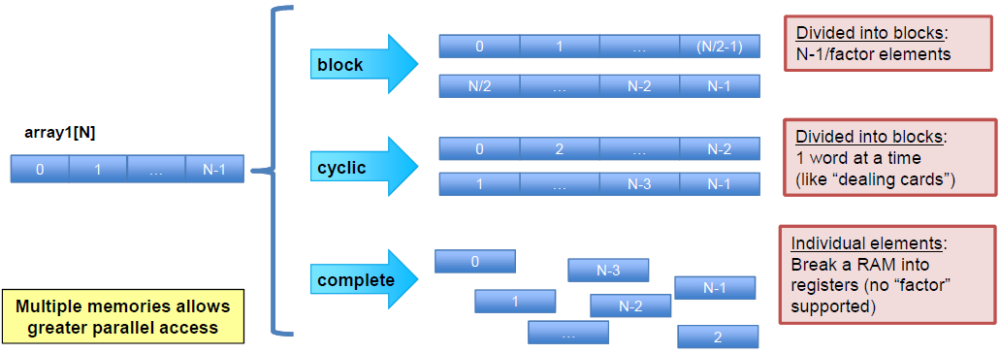 array1[N]
0 1 ... N-1
Multiple memories allows
greater parallel access
block
0 1 ... (N/2-1)
N/2 ... N-2 N-1
Divided into blocks:
N-1/factor elements
cyclic
0 2 ... N-2
1 ... N-3 N-1
Divided into blocks:
1 word at a time
(like “dealing cards”)
complete
0
N-3
N-1
1
N-2
...
2
Individual elements:
Break a RAM into
registers (no “factor”
supported)